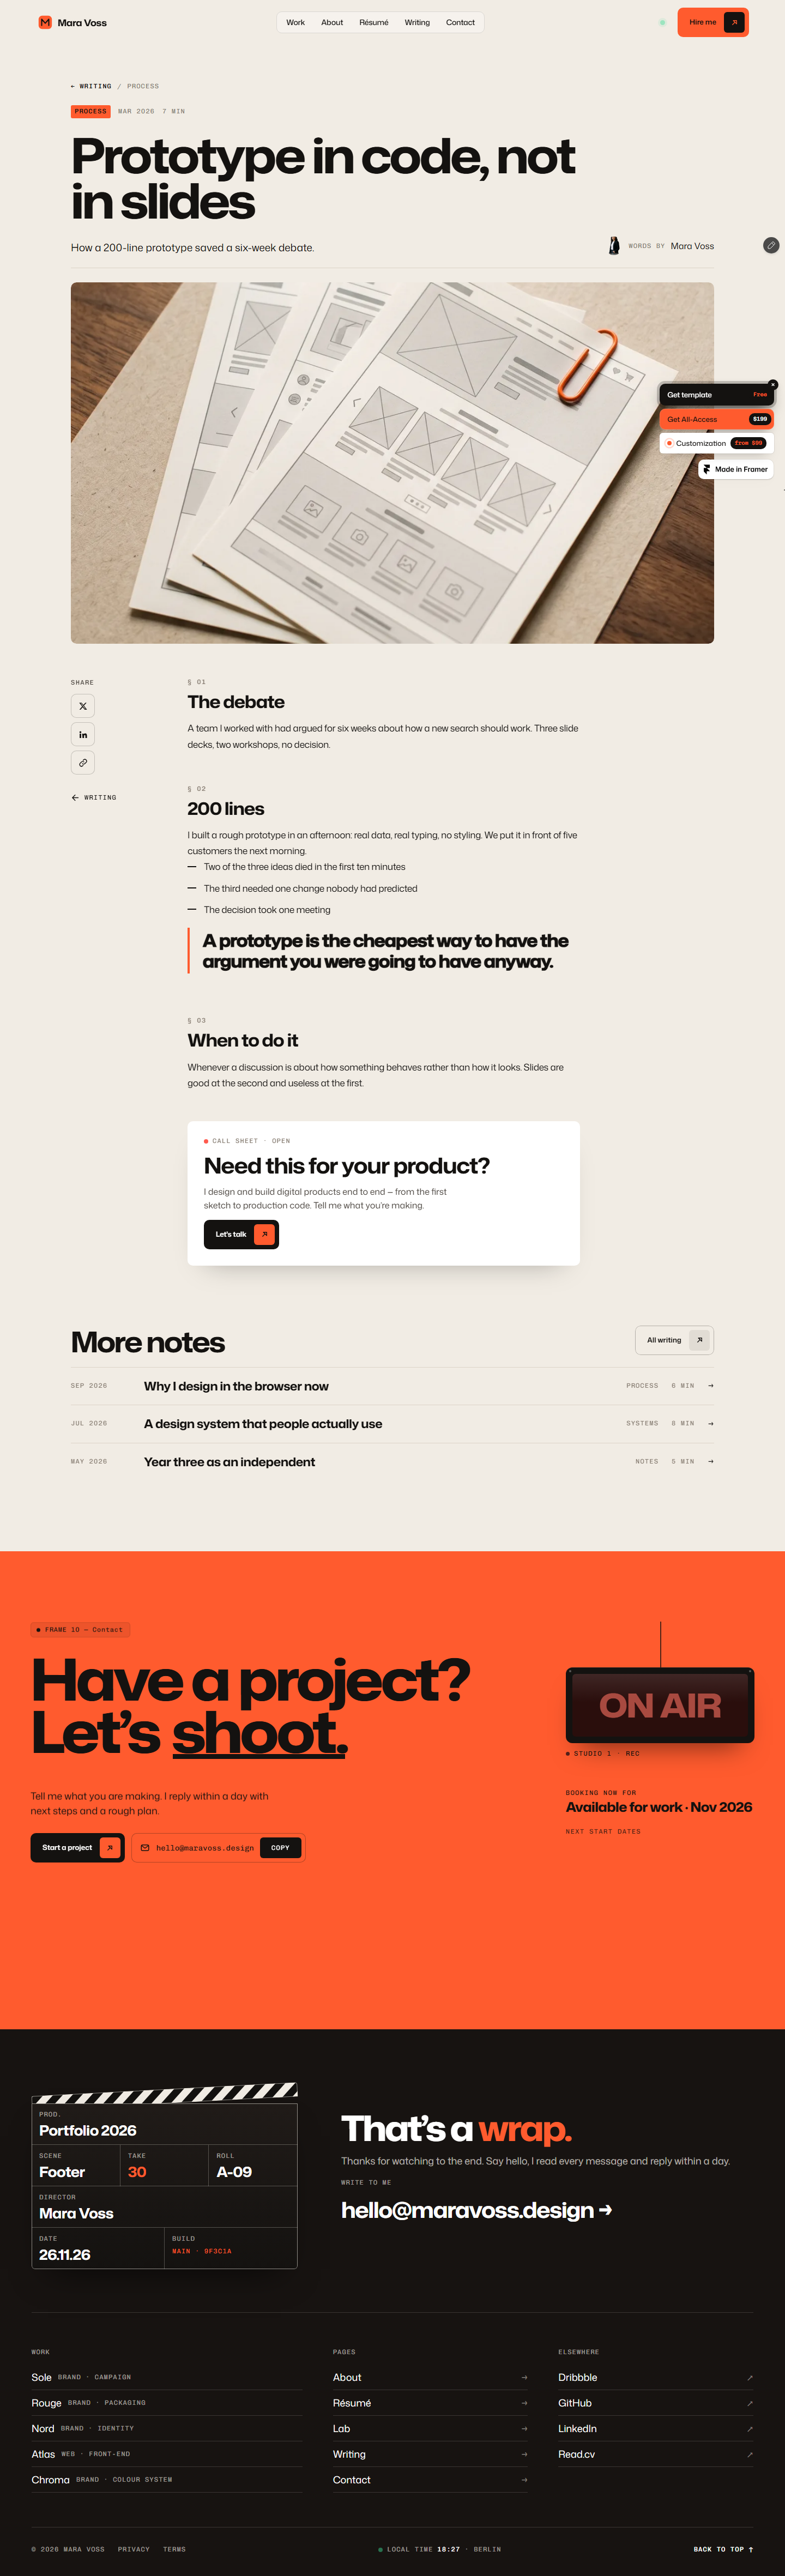 Mara Voss
Work About Résumé Writing Contact
Hire me
← WRITING / PROCESS
PROCESS MAR 2026 7 MIN
Prototype in code, not
in slides
How a 200-line prototype saved a six-week debate.
WORDS BY Mara Voss
Get template Free
Get All-Access $199
Customization from $99
Made in Framer
SHARE
← WRITING
§ 01
The debate
A team I worked with had argued for six weeks about how a new search should work. Three slide
decks, two workshops, no decision.
§ 02
200 lines
I built a rough prototype in an afternoon: real data, real typing, no styling. We put it in front of five
customers the next morning.
Two of the three ideas died in the first ten minutes
The third needed one change nobody had predicted
The decision took one meeting
A prototype is the cheapest way to have the
argument you were going to have anyway.
§ 03
When to do it
Whenever a discussion is about how something behaves rather than how it looks. Slides are
good at the second and useless at the first.
CALL SHEET · OPEN
Need this for your product?
I design and build digital products end to end — from the first
sketch to production code. Tell me what you're making.
Let's talk
More notes
All writing
SEP 2026 Why I design in the browser now PROCESS 6 MIN →
JUL 2026 A design system that people actually use SYSTEMS 8 MIN →
MAY 2026 Year three as an independent NOTES 5 MIN →
FRAME 10 — Contact
Have a project?
Let's shoot.
Tell me what you are making. I reply within a day with
next steps and a rough plan.
Start a project
hello@maravoss.design COPY
ON AIR
STUDIO 1 · REC
BOOKING NOW FOR
Available for work · Nov 2026
NEXT START DATES
PROD.
Portfolio 2026
SCENE TAKE ROLL
Footer 30 A-09
DIRECTOR
Mara Voss
DATE BUILD
26.11.26 MAIN · 9F3C1A
That's a wrap.
Thanks for watching to the end. Say hello, I read every message and reply within a day.
WRITE TO ME
hello@maravoss.design →
WORK
Sole BRAND · CAMPAIGN
Rouge BRAND · PACKAGING
Nord BRAND · IDENTITY
Atlas WEB · FRONT-END
Chroma BRAND · COLOUR SYSTEM
PAGES
About →
Résumé →
Lab →
Writing →
Contact →
ELSEWHERE
Dribbble ↗
GitHub ↗
LinkedIn ↗
Read.cv ↗
© 2026 MARA VOSS PRIVACY TERMS
LOCAL TIME 18:27 · BERLIN
BACK TO TOP ↑